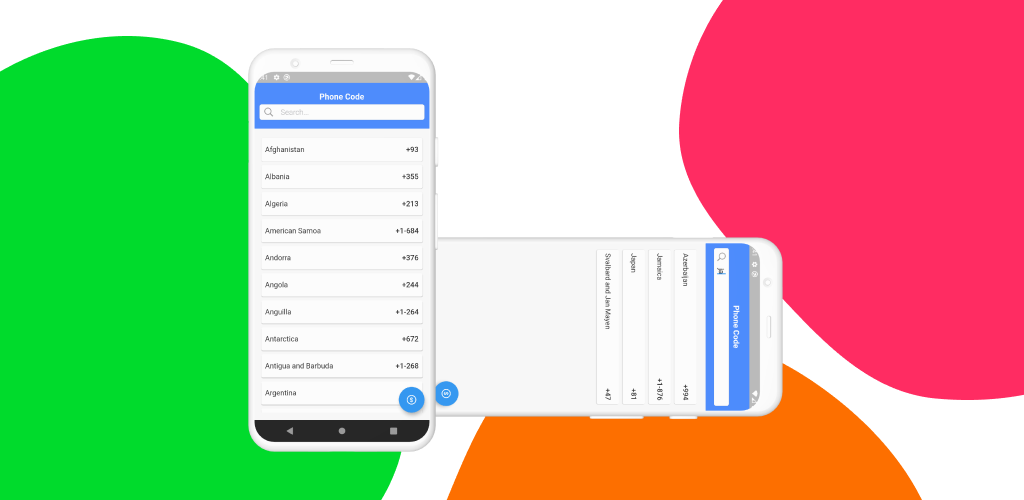 Phone Code
Search...
Afghanistan +93
Albania +355
Algeria +213
American Samoa +1-684
Andorra +376
Angola +244
Anguilla +1-264
Antarctica +672
Antigua and Barbuda +1-268
Argentina
Phone Code
Azerbaijan +994
Jamaica +1-876
Japan +81
Svalbard and Jan Mayen +47